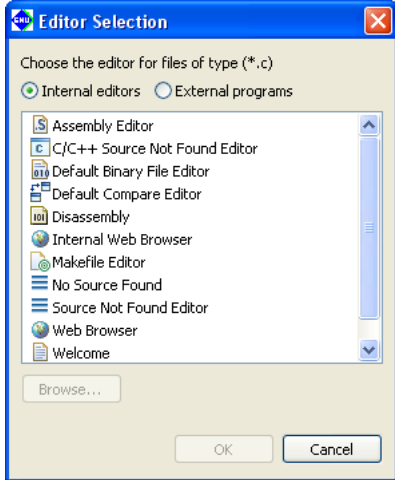 Editor Selection
Choose the editor for files of type (*.c)
Internal editors External programs
Assembly Editor
C/C++ Source Not Found Editor
Default Binary File Editor
Default Compare Editor
Disassembly
Internal Web Browser
Makefile Editor
No Source Found
Source Not Found Editor
Web Browser
Welcome
Browse...
OK Cancel